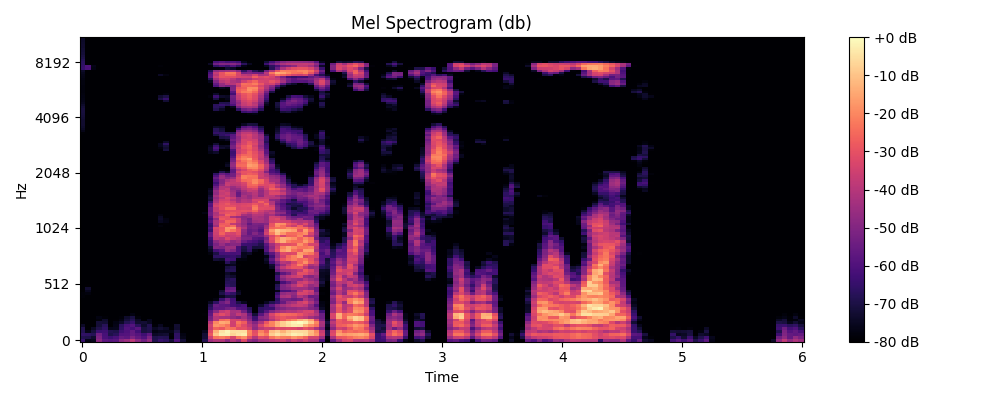 Mel Spectrogram (db)
8192
4096
2048
1024
512
0
Hz
0 1 2 3 4 5 6
Time
+0 dB
-10 dB
-20 dB
-30 dB
-40 dB
-50 dB
-60 dB
-70 dB
-80 dB